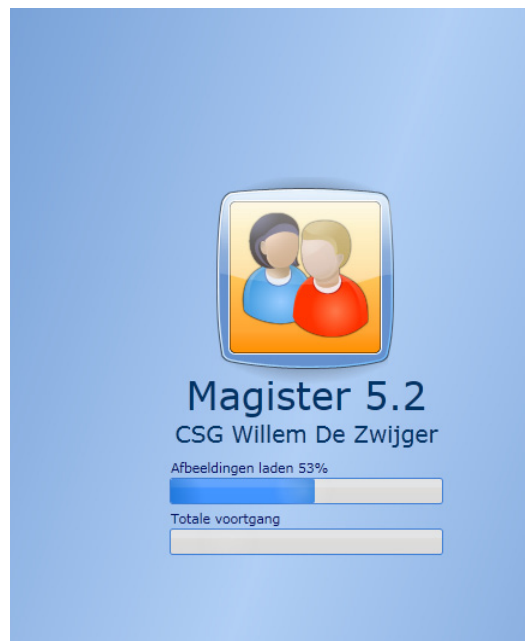 Magister 5.2
CSG Willem De Zwijger
Afbeeldingen laden 53%
Totale voortgang